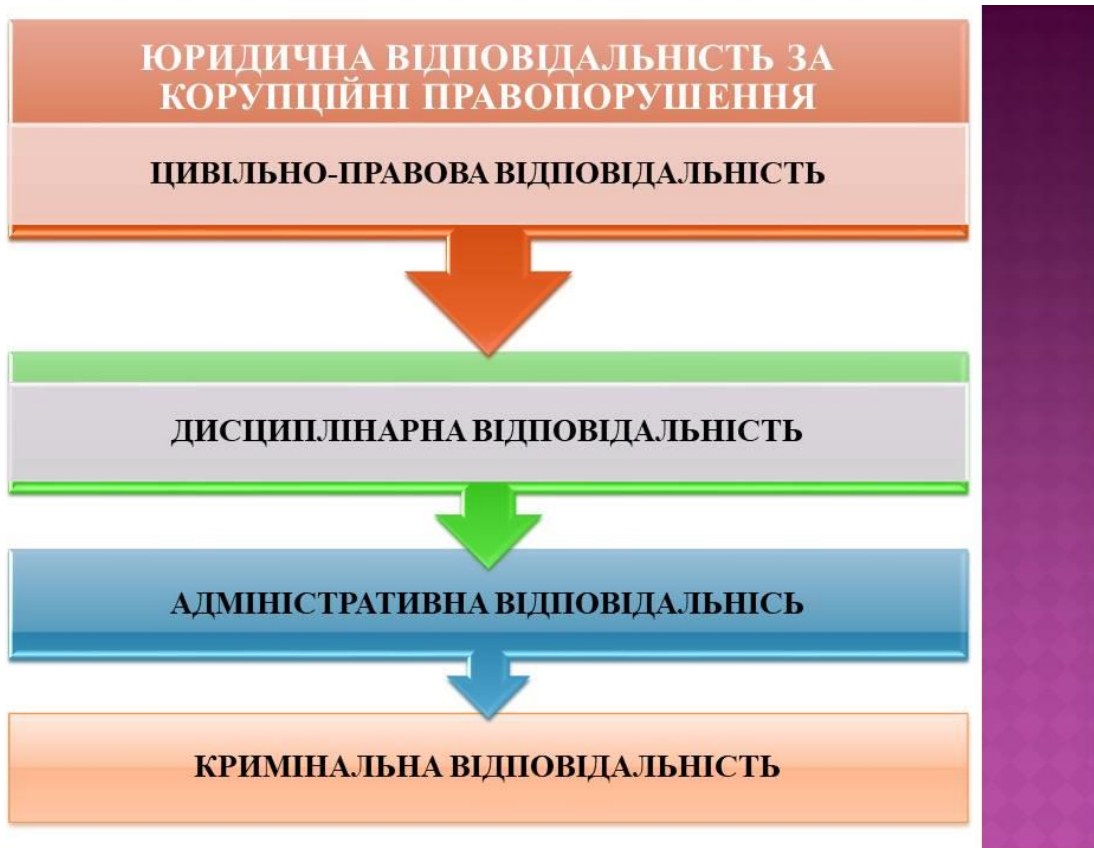 ЮРИДИЧНА ВІДПОВІДАЛЬНІСТЬ ЗА
КОРУПЦІЙНІ ПРАВОПОРУШЕННЯ
ЦИВІЛЬНО-ПРАВОВА ВІДПОВІДАЛЬНІСТЬ
ДИСЦИПЛІНАРНА ВІДПОВІДАЛЬНІСТЬ
АДМІНІСТРАТИВНА ВІДПОВІДАЛЬНІСЬ
КРИМІНАЛЬНА ВІДПОВІДАЛЬНІСТЬ